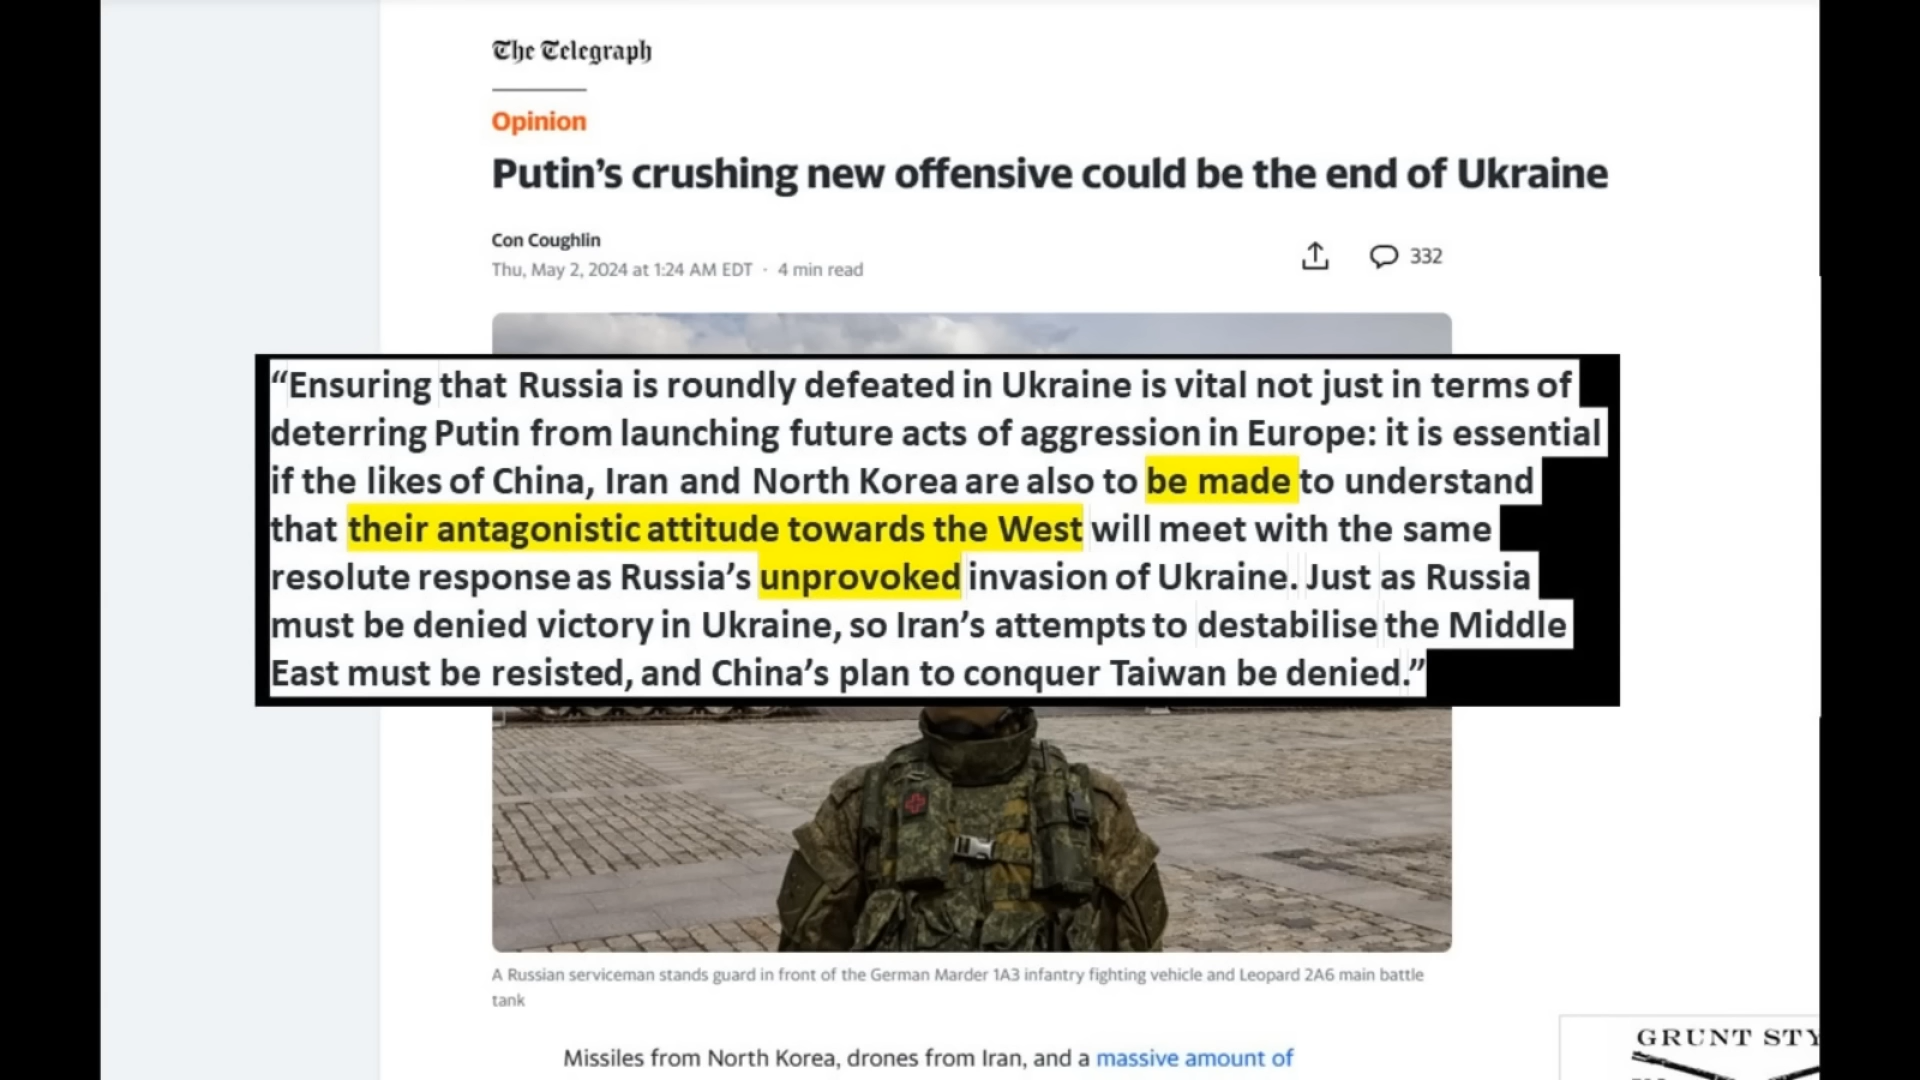 The Telegraph
Opinion
Putin's crushing new offensive could be the end of Ukraine
Con Coughlin
Thu, May 2, 2024 at 1:24 AM EDT · 4 min read
332
“Ensuring that Russia is roundly defeated in Ukraine is vital not just in terms of
deterring Putin from launching future acts of aggression in Europe: it is essential
if the likes of China, Iran and North Korea are also to be made to understand
that their antagonistic attitude towards the West will meet with the same
resolute response as Russia’s unprovoked invasion of Ukraine. Just as Russia
must be denied victory in Ukraine, so Iran’s attempts to destabilise the Middle
East must be resisted, and China’s plan to conquer Taiwan be denied.”
A Russian serviceman stands guard in front of the German Marder 1A3 infantry fighting vehicle and Leopard 2A6 main battle
tank
Missiles from North Korea, drones from Iran, and a massive amount of
GRUNT STY